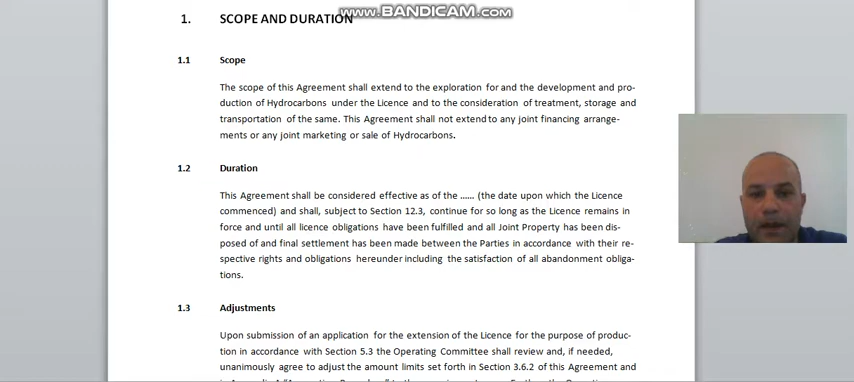 www.BANDICAM.com
1. SCOPE AND DURATION
1.1 Scope
The scope of this Agreement shall extend to the exploration for and the development and pro-
duction of Hydrocarbons under the Licence and to the consideration of treatment, storage and
transportation of the same. This Agreement shall not extend to any joint financing arrange-
ments or any joint marketing or sale of Hydrocarbons.
1.2 Duration
This Agreement shall be considered effective as of the ...... (the date upon which the Licence
commenced) and shall, subject to Section 12.3, continue for so long as the Licence remains in
force and until all licence obligations have been fulfilled and all Joint Property has been dis-
posed of and final settlement has been made between the Parties in accordance with their re-
spective rights and obligations hereunder including the satisfaction of all abandonment obliga-
tions.
1.3 Adjustments
Upon submission of an application for the extension of the Licence for the purpose of produc-
tion in accordance with Section 5.3 the Operating Committee shall review and, if needed,
unanimously agree to adjust the amount limits set forth in Section 3.6.2 of this Agreement and